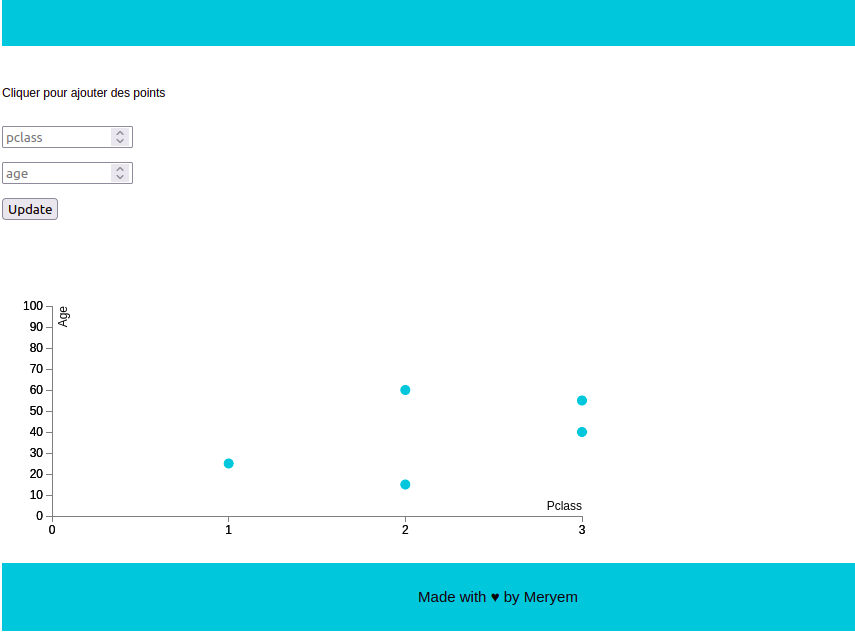 Cliquer pour ajouter des points
pclass
age
Update
100
Age
90
80
70
60
50
40
30
20
10
Pclass
0
0 1 2 3
Made with ♥ by Meryem